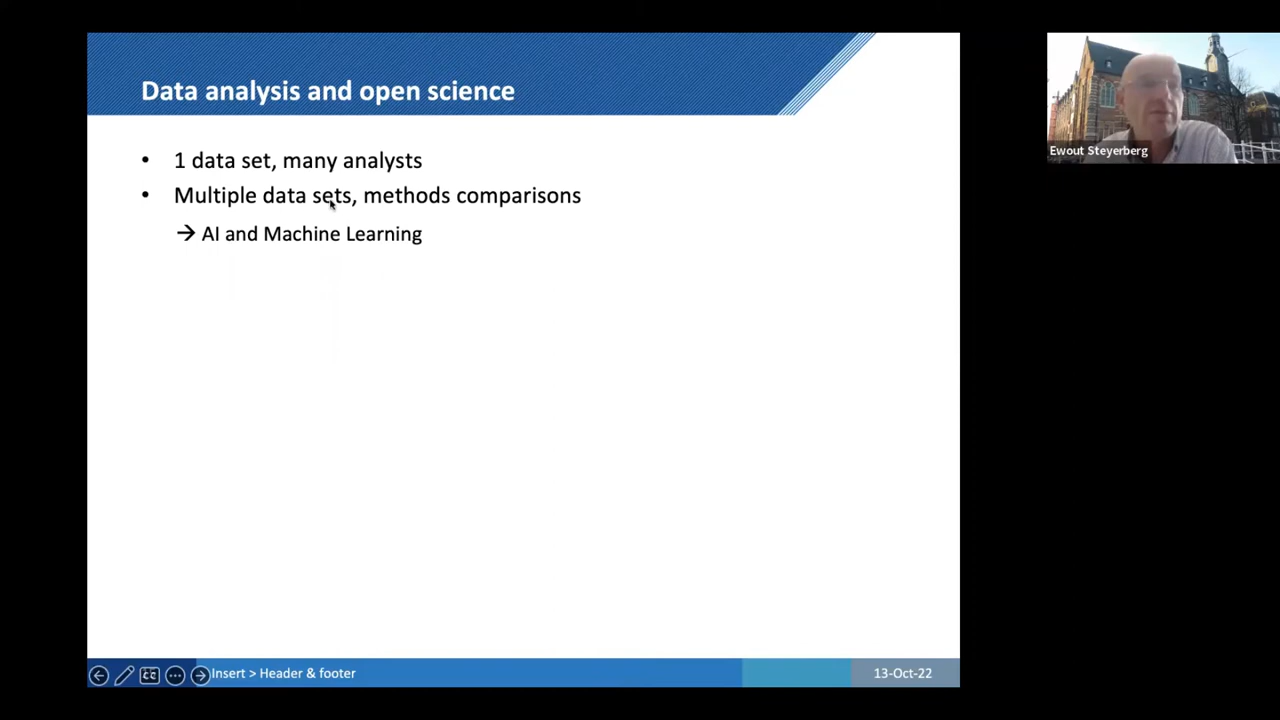 Data analysis and open science
• 1 data set, many analysts
• Multiple data sets, methods comparisons
→ AI and Machine Learning
Ewout Steyerberg
Insert > Header & footer
13-Oct-22